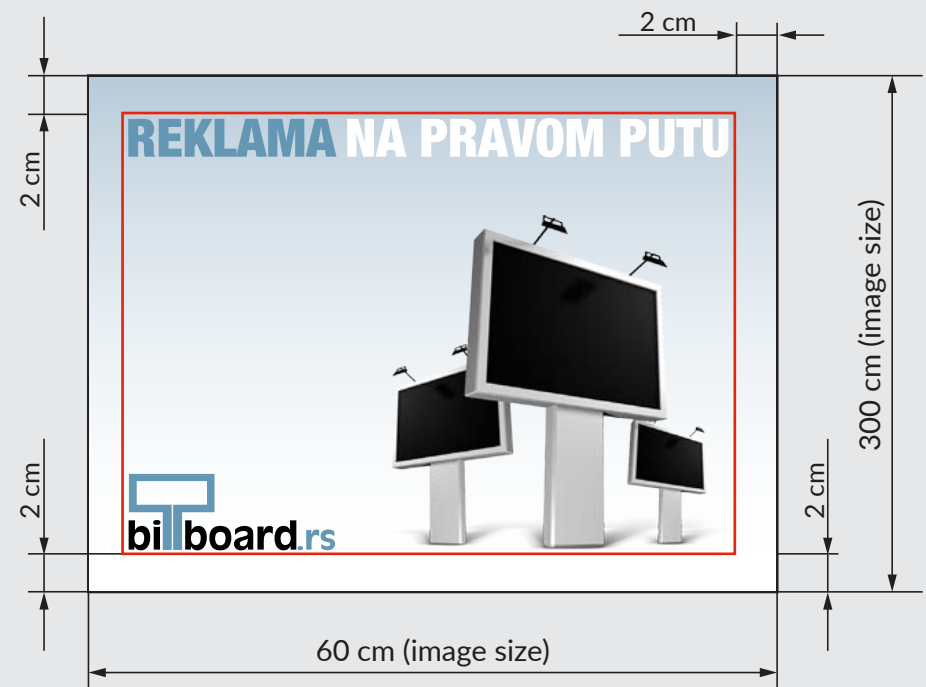 2 cm
REKLAMA NA PRAVOM PUTU
2 cm
300 cm (image size)
2 cm
2 cm
billboard.rs
60 cm (image size)